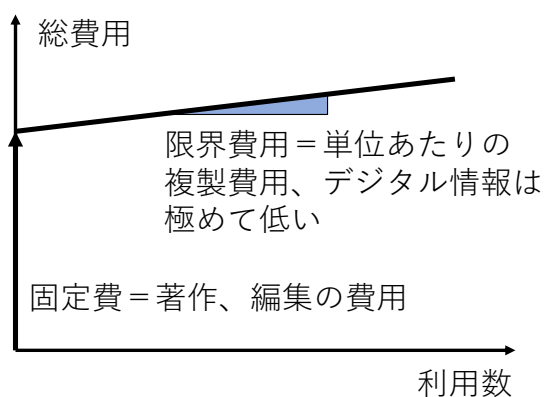 総費用
限界費用＝単位あたりの
複製費用、デジタル情報は
極めて低い
固定費＝著作、編集の費用
利用数